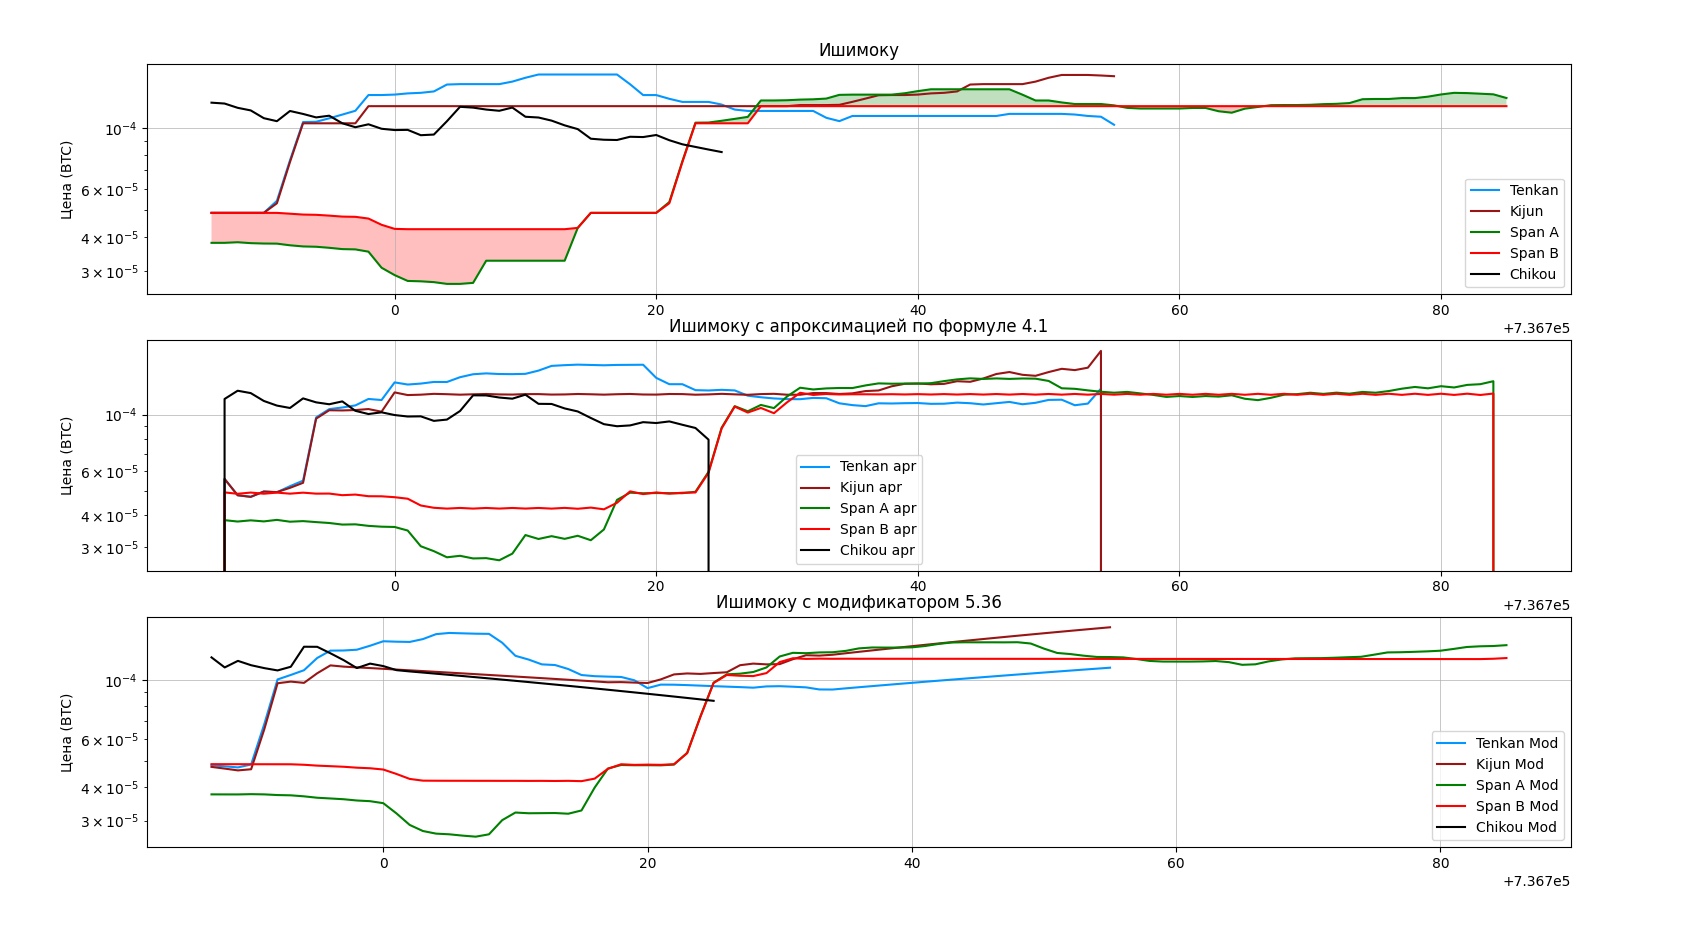 Ишимоку
Цена (BTC)
10⁻⁴
6 × 10⁻⁵
4 × 10⁻⁵
3 × 10⁻⁵
Tenkan
Kijun
Span A
Span B
Chikou
0 20 40 60 80
+7.367e5
Ишимоку с апроксимацией по формуле 4.1
Цена (BTC)
10⁻⁴
6 × 10⁻⁵
4 × 10⁻⁵
3 × 10⁻⁵
Tenkan apr
Kijun apr
Span A apr
Span B apr
Chikou apr
0 20 40 60 80
+7.367e5
Ишимоку с модификатором 5.36
Цена (BTC)
10⁻⁴
6 × 10⁻⁵
4 × 10⁻⁵
3 × 10⁻⁵
Tenkan Mod
Kijun Mod
Span A Mod
Span B Mod
Chikou Mod
0 20 40 60 80
+7.367e5